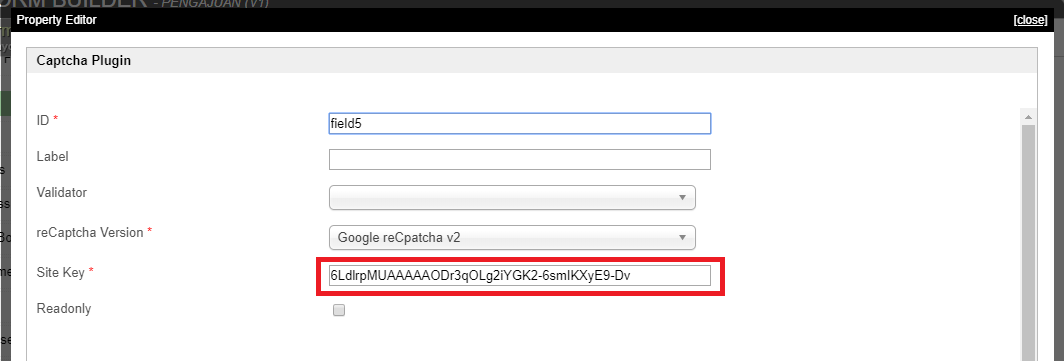 ORM BUILDER - PENGAJUAN (V1)
Property Editor [close]
Captcha Plugin
ID *
field5
Label
Validator
reCaptcha Version *
Google reCpatcha v2
Site Key *
6LdIrpMUAAAAAODr3qOLg2iYGK2-6smIKXyE9-Dv
Readonly